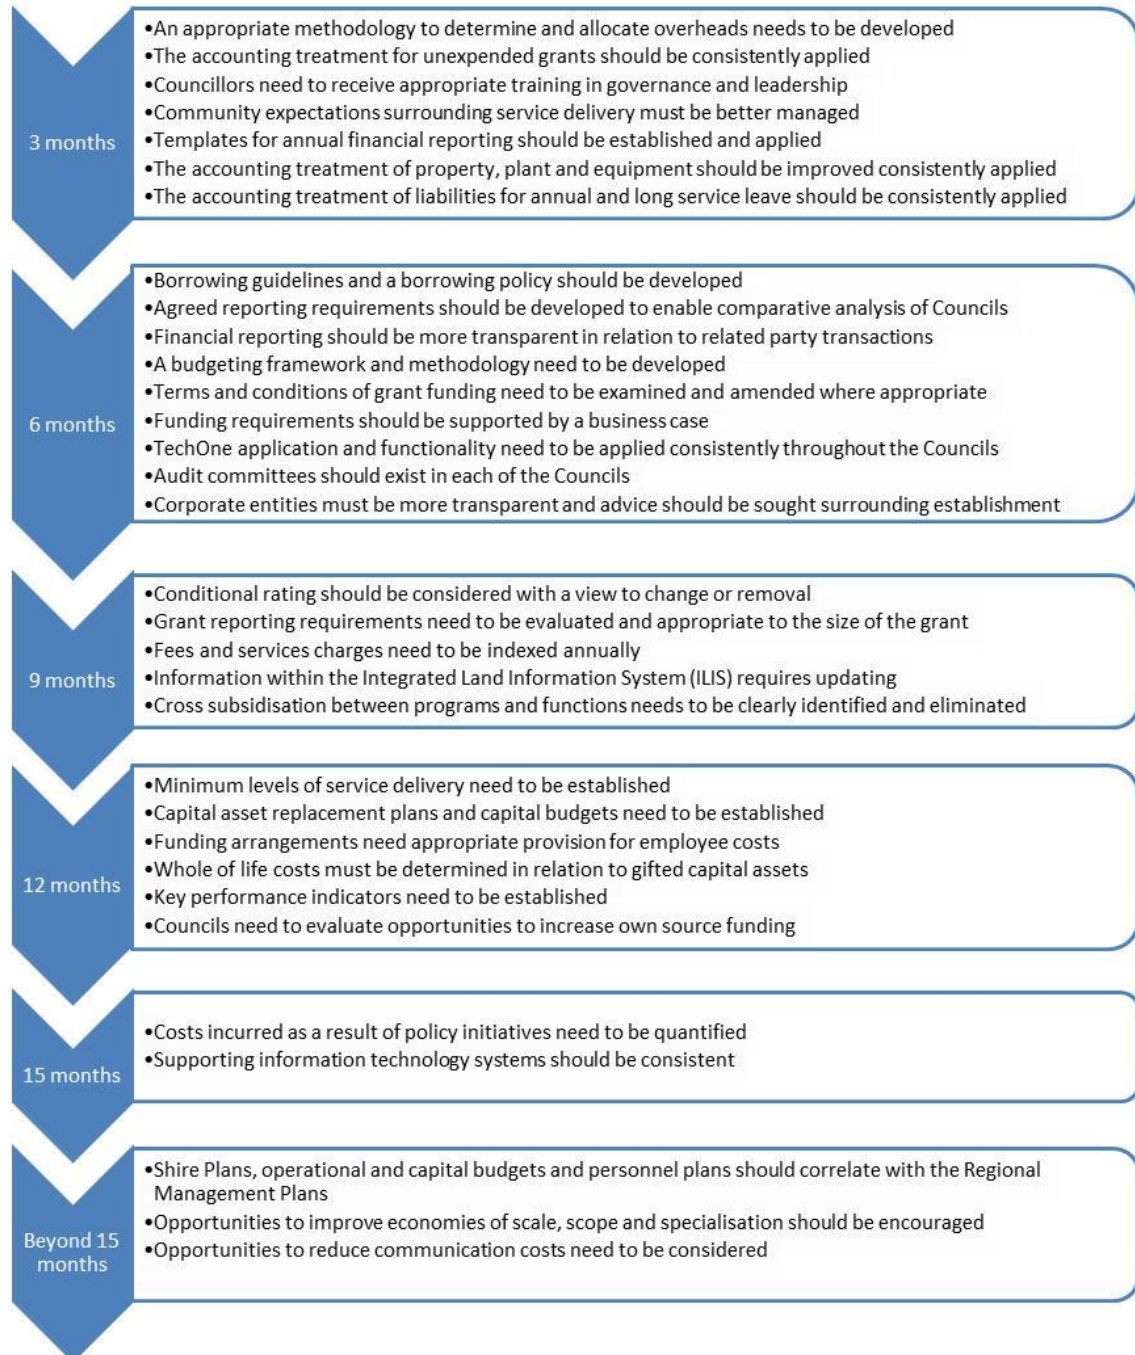 3 months
•An appropriate methodology to determine and allocate overheads needs to be developed
•The accounting treatment for unexpended grants should be consistently applied
•Councillors need to receive appropriate training in governance and leadership
•Community expectations surrounding service delivery must be better managed
•Templates for annual financial reporting should be established and applied
•The accounting treatment of property, plant and equipment should be improved consistently applied
•The accounting treatment of liabilities for annual and long service leave should be consistently applied
6 months
•Borrowing guidelines and a borrowing policy should be developed
•Agreed reporting requirements should be developed to enable comparative analysis of Councils
•Financial reporting should be more transparent in relation to related party transactions
•A budgeting framework and methodology need to be developed
•Terms and conditions of grant funding need to be examined and amended where appropriate
•Funding requirements should be supported by a business case
•TechOne application and functionality need to be applied consistently throughout the Councils
•Audit committees should exist in each of the Councils
•Corporate entities must be more transparent and advice should be sought surrounding establishment
9 months
•Conditional rating should be considered with a view to change or removal
•Grant reporting requirements need to be evaluated and appropriate to the size of the grant
•Fees and services charges need to be indexed annually
•Information within the Integrated Land Information System (ILIS) requires updating
•Cross subsidisation between programs and functions needs to be clearly identified and eliminated
12 months
•Minimum levels of service delivery need to be established
•Capital asset replacement plans and capital budgets need to be established
•Funding arrangements need appropriate provision for employee costs
•Whole of life costs must be determined in relation to gifted capital assets
•Key performance indicators need to be established
•Councils need to evaluate opportunities to increase own source funding
15 months
•Costs incurred as a result of policy initiatives need to be quantified
•Supporting information technology systems should be consistent
Beyond 15
months
•Shire Plans, operational and capital budgets and personnel plans should correlate with the Regional
Management Plans
•Opportunities to improve economies of scale, scope and specialisation should be encouraged
•Opportunities to reduce communication costs need to be considered